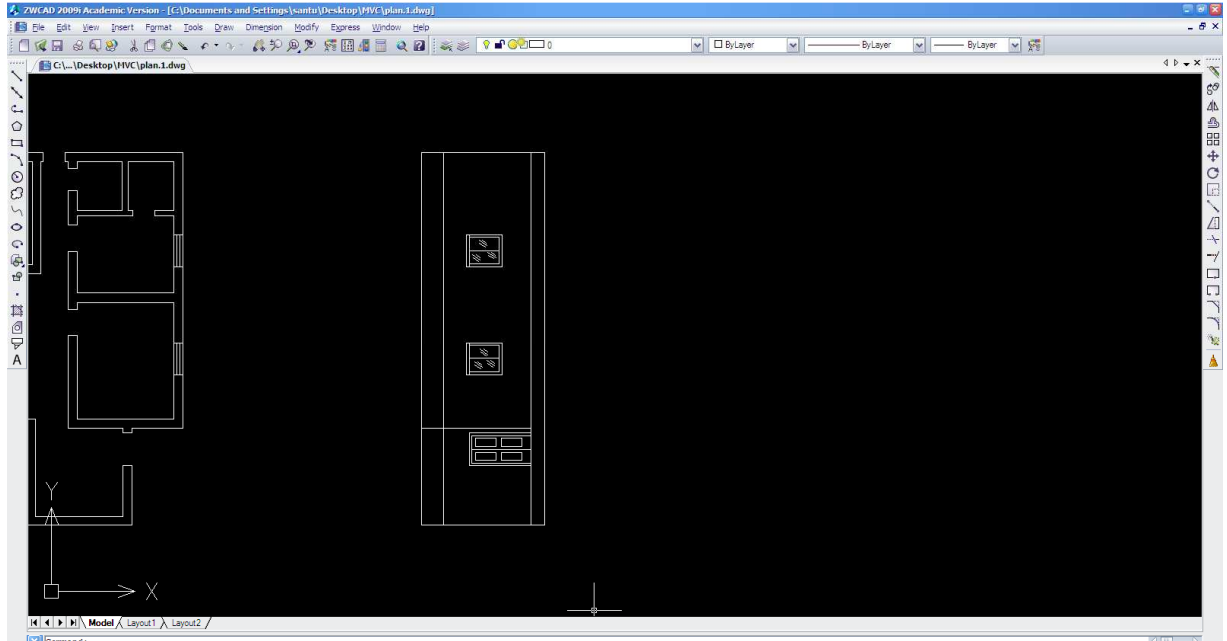 ZWCAD 2009i Academic Version - [C:\Documents and Settings\santu\Desktop\MVC\plan.1.dwg]
File Edit View Insert Format Tools Draw Dimension Modify Express Window Help
0 ByLayer ByLayer ByLayer
C:\...\Desktop\MVC\plan.1.dwg
A
Y
X
Model Layout1 Layout2